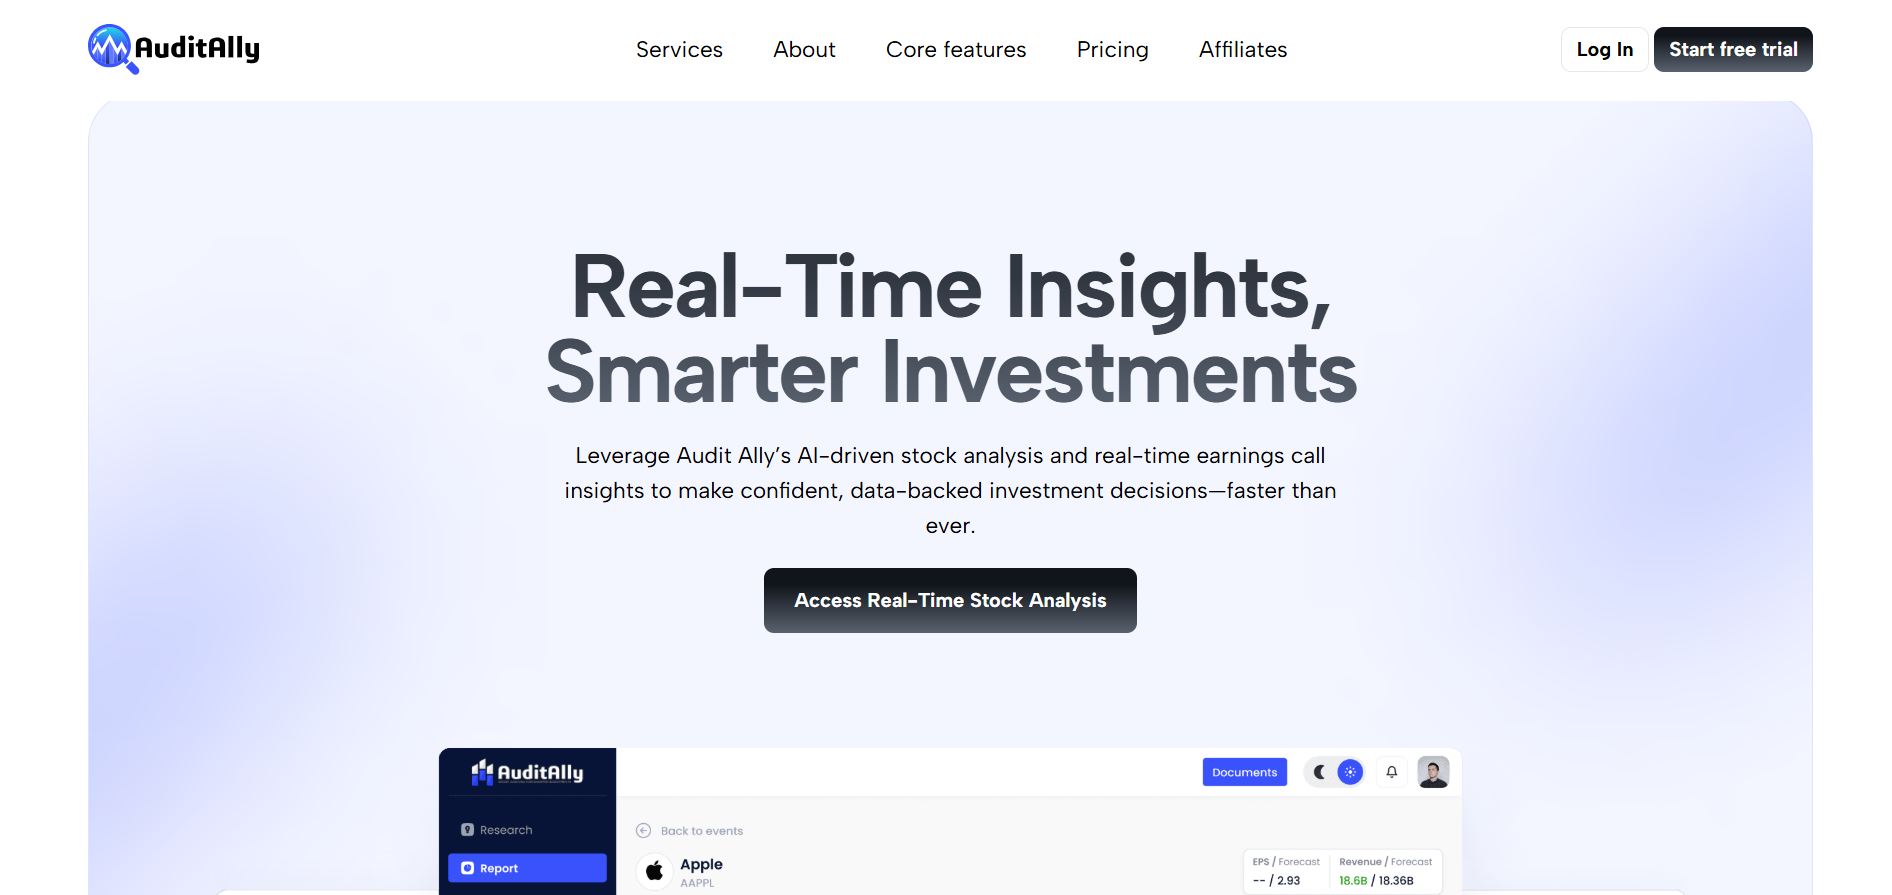 AuditAlly
Services
About
Core features
Pricing
Affiliates
Log In
Start free trial
Real-Time Insights,
Smarter Investments
Leverage Audit Ally’s AI-driven stock analysis and real-time earnings call
insights to make confident, data-backed investment decisions—faster than
ever.
Access Real-Time Stock Analysis
AuditAlly
Documents
Research
Back to events
Report
Apple
AAPPL
EPS / Forecast
-- / 2.93
Revenue / Forecast
18.6B / 18.36B